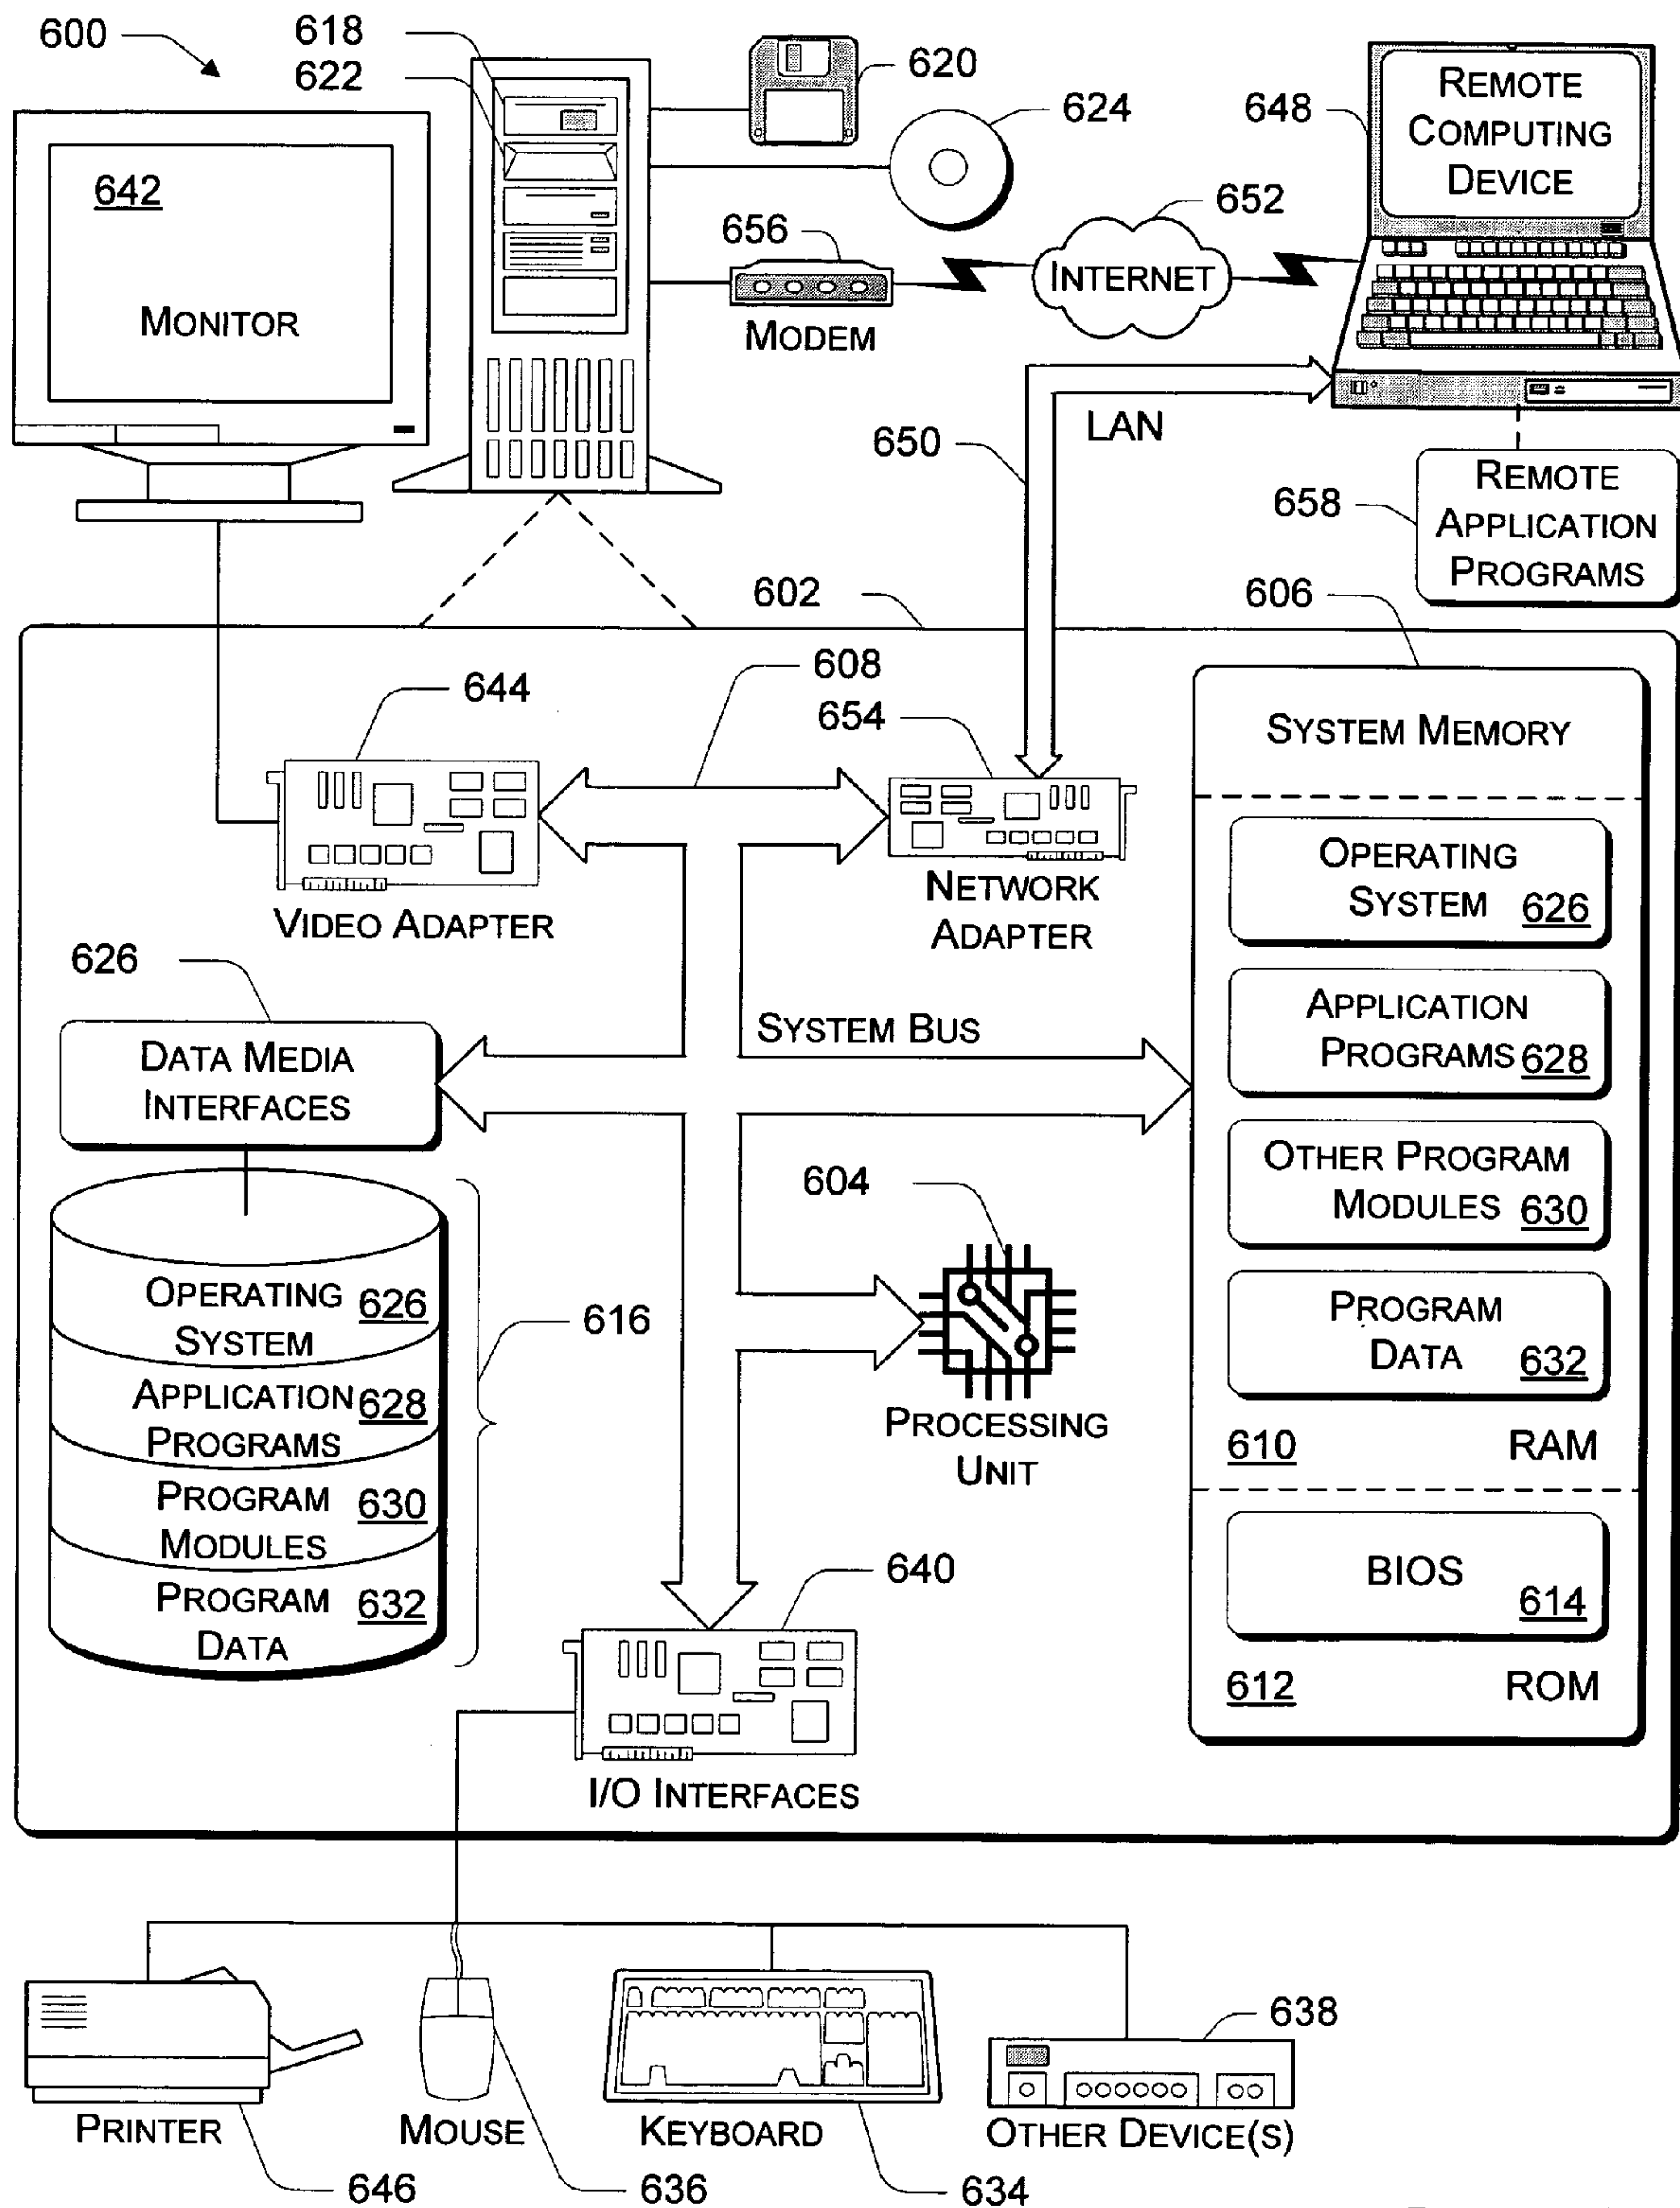 600
618
622
620
624
648
REMOTE
COMPUTING
DEVICE
642
MONITOR
656
MODEM
652
INTERNET
650
LAN
658
REMOTE
APPLICATION
PROGRAMS
602
606
644
608
654
SYSTEM MEMORY
VIDEO ADAPTER
NETWORK
ADAPTER
OPERATING
SYSTEM 626
626
DATA MEDIA
INTERFACES
SYSTEM BUS
APPLICATION
PROGRAMS 628
OTHER PROGRAM
MODULES 630
604
PROCESSING
UNIT
PROGRAM
DATA 632
610 RAM
OPERATING 626
SYSTEM
616
APPLICATION 628
PROGRAMS
PROGRAM 630
MODULES
PROGRAM 632
DATA
640
I/O INTERFACES
BIOS
614
612 ROM
PRINTER
646
MOUSE
636
KEYBOARD
634
638
OTHER DEVICE(S)